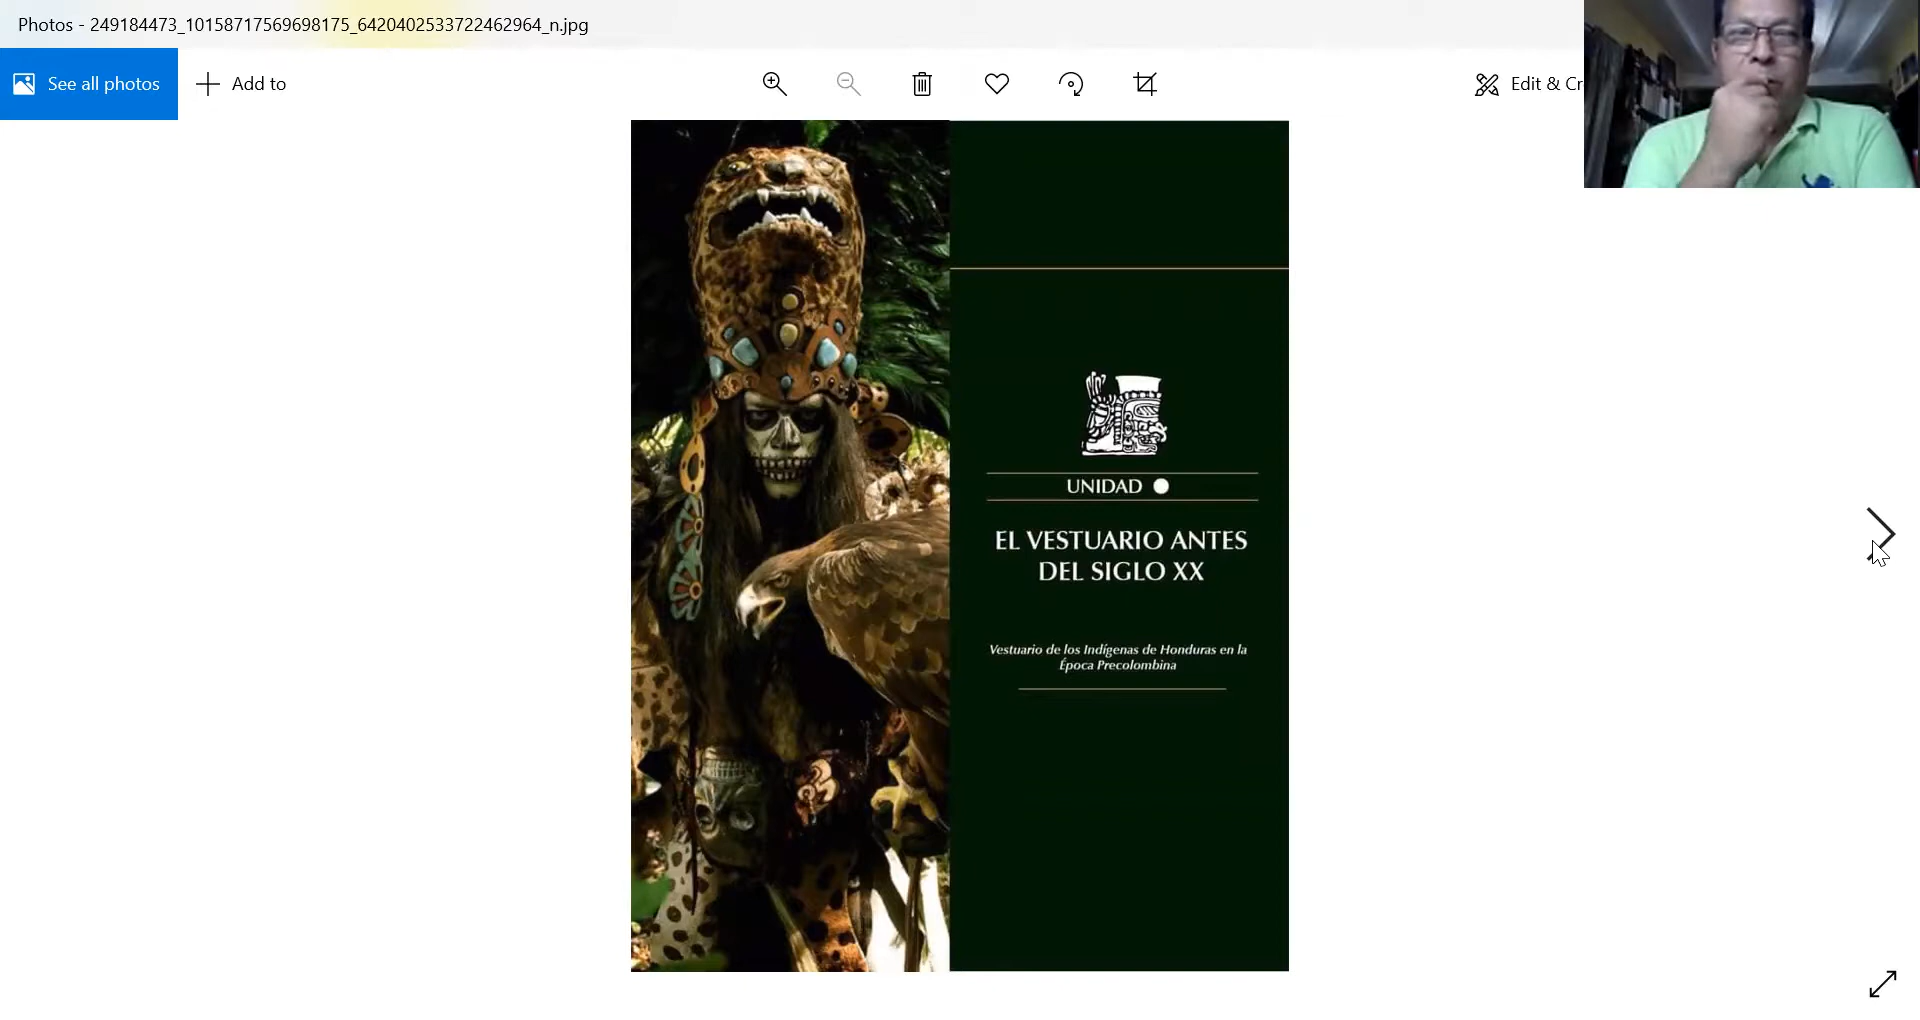 Photos - 249184473_10158717569698175_6420402533722462964_n.jpg
See all photos
Add to
Edit & Cr
UNIDAD
EL VESTUARIO ANTES
DEL SIGLO XX
Vestuario de los Indígenas de Honduras en la
Época Precolombina